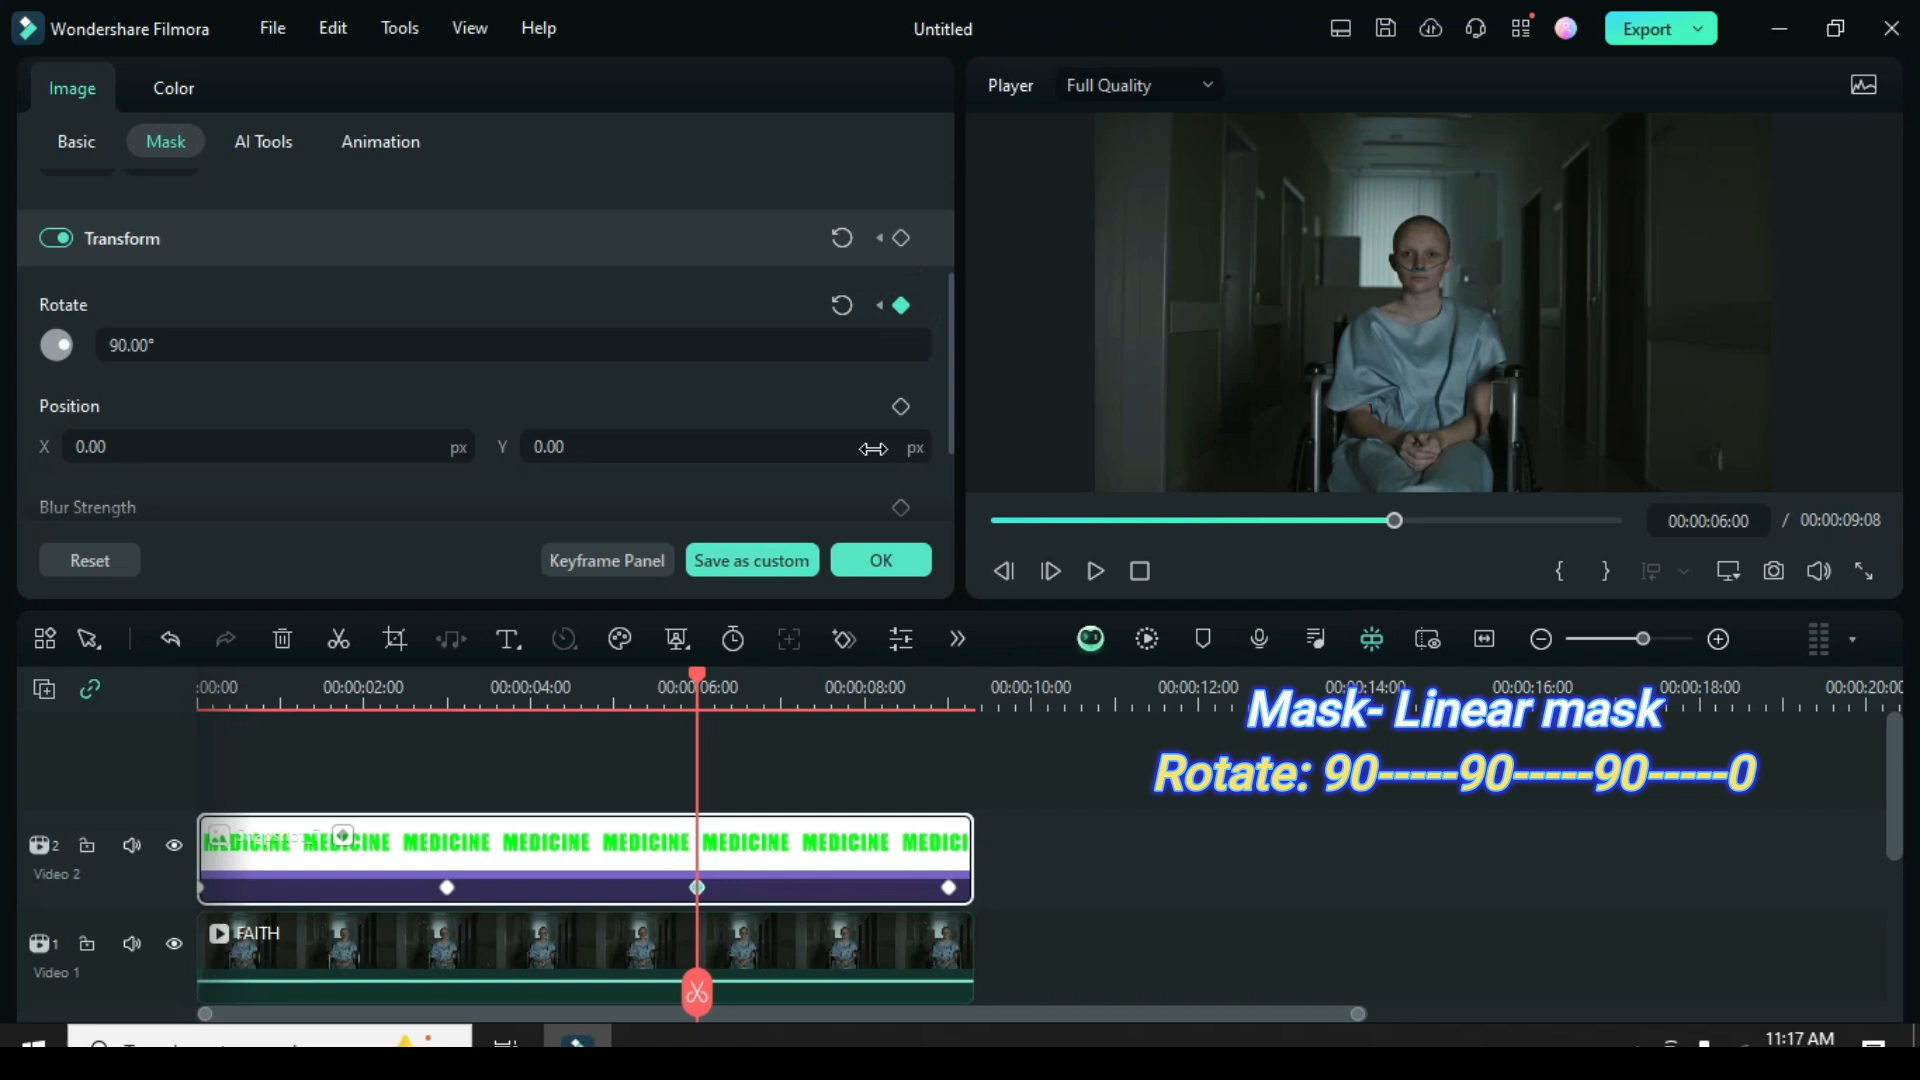 Wondershare Filmora
File Edit Tools View Help
Untitled
Export
Image Color
Basic Mask AI Tools Animation
Transform
Rotate
90.00°
Position
X 0.00 px Y 0.00 px
Blur Strength
Reset Keyframe Panel Save as custom OK
Player Full Quality
00:00:06:00 / 00:00:09:08
:00:00 00:00:02:00 00:00:04:00 00:00:06:00 00:00:08:00 00:00:10:00 00:00:12:00 00:00:14:00 00:00:16:00 00:00:18:00 00:00:20:00
Mask- Linear mask
Rotate: 90-----90-----90-----0
2
Video 2
MEDICINE MEDICINE MEDICINE MEDICINE MEDICINE MEDICINE MEDICINE MEDICI
1
Video 1
FAITH
11:17 AM